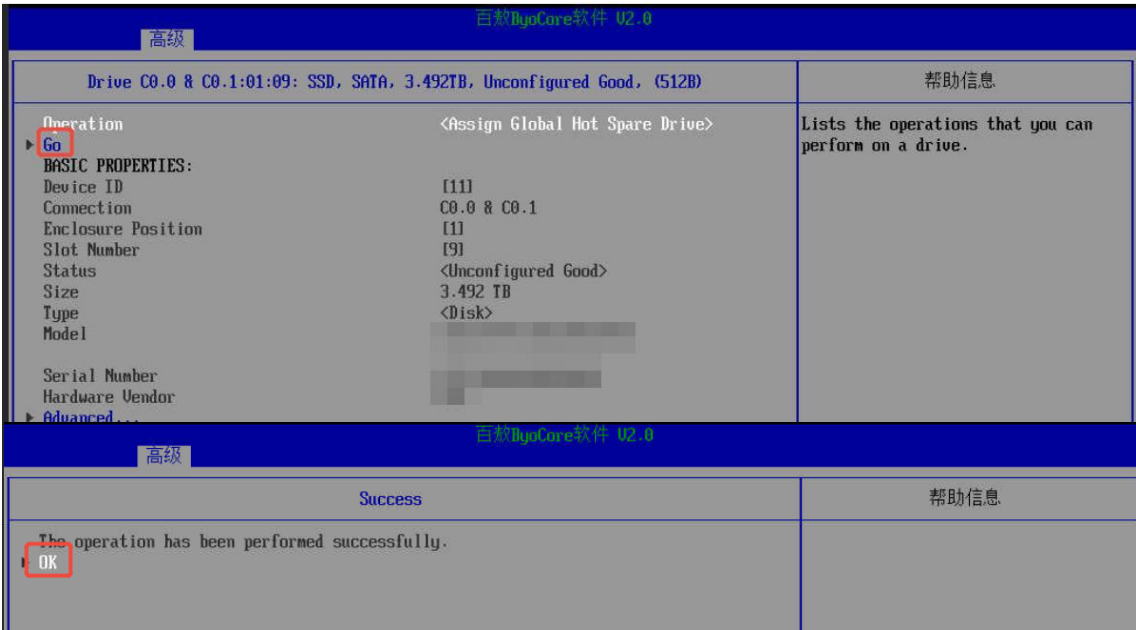 百敖ByoCore软件 V2.0
高级
Drive C0.0 & C0.1:01:09: SSD, SATA, 3.492TB, Unconfigured Good, (512B)
帮助信息
Operation <Assign Global Hot Spare Drive>
Lists the operations that you can
perform on a drive.
Go
BASIC PROPERTIES:
Device ID [11]
Connection C0.0 & C0.1
Enclosure Position [1]
Slot Number [9]
Status <Unconfigured Good>
Size 3.492 TB
Type <Disk>
Model
Serial Number
Hardware Vendor
Advanced...
百敖ByoCore软件 V2.0
高级
Success
帮助信息
The operation has been performed successfully.
OK